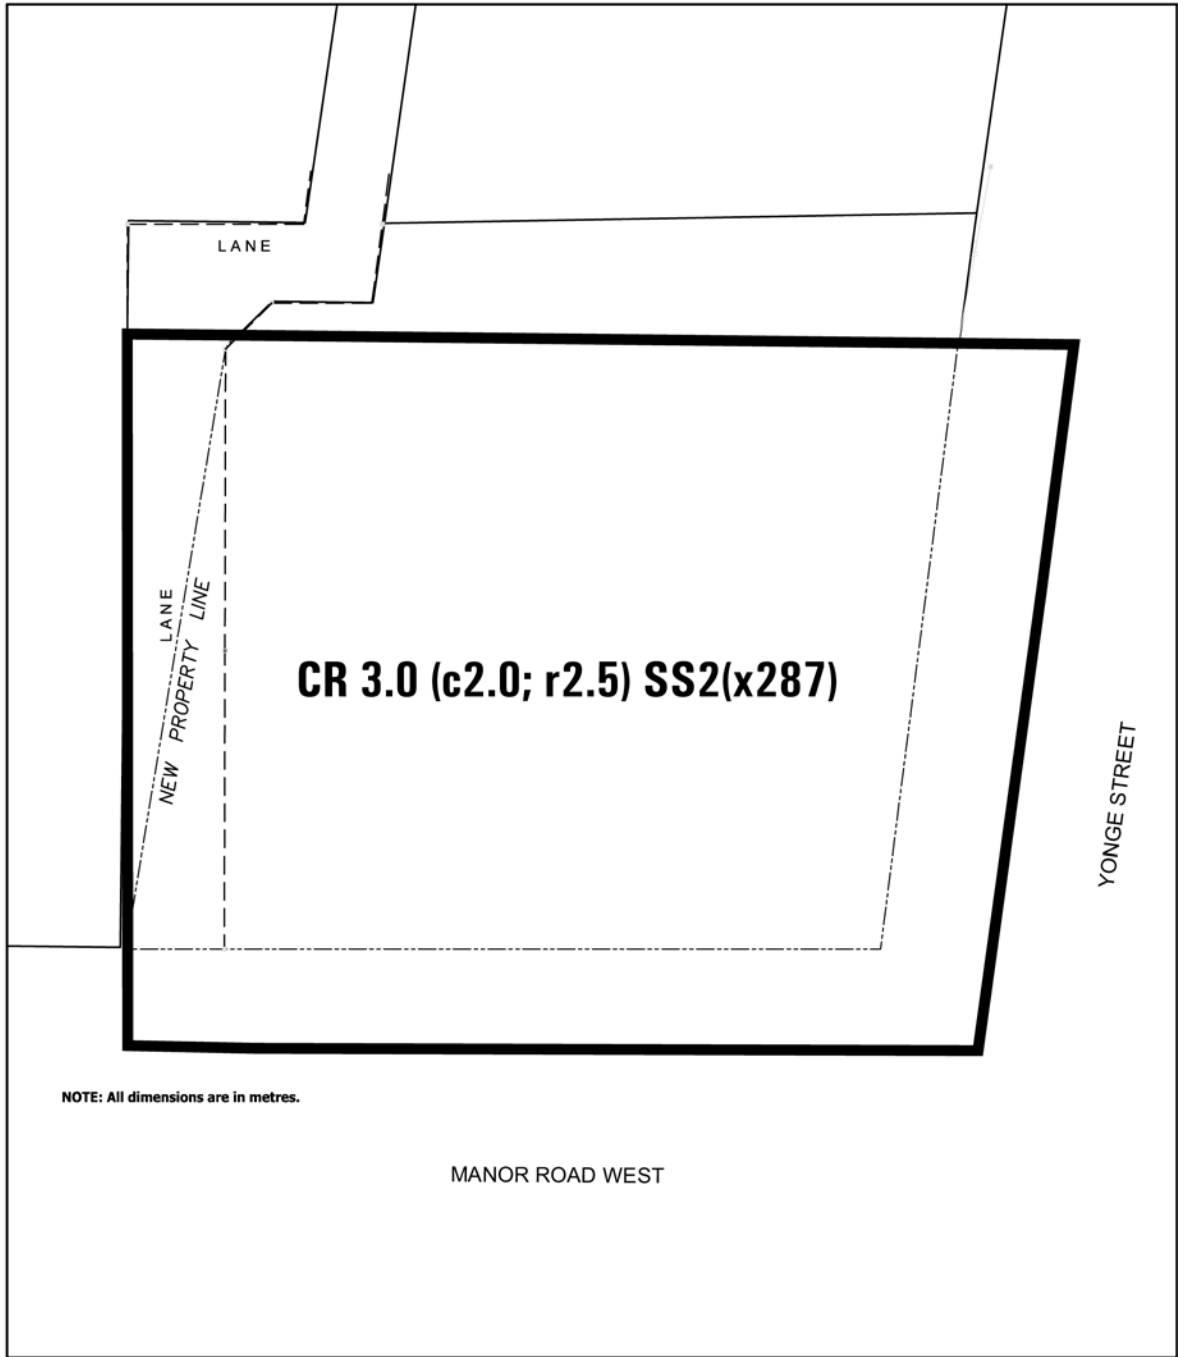 LANE
LANE
NEW PROPERTY LINE
CR 3.0 (c2.0; r2.5) SS2(x287)
YONGE STREET
NOTE: All dimensions are in metres.
MANOR ROAD WEST